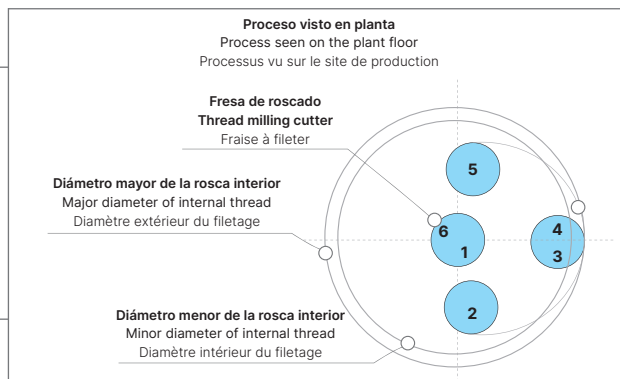 Proceso visto en planta
Process seen on the plant floor
Processus vu sur le site de production
Fresa de roscado
Thread milling cutter
Fraise à fileter
Diámetro mayor de la rosca interior
Major diameter of internal thread
Diamètre extérieur du filetage
Diámetro menor de la rosca interior
Minor diameter of internal thread
Diamètre intérieur du filetage
5
6
1
4
3
2